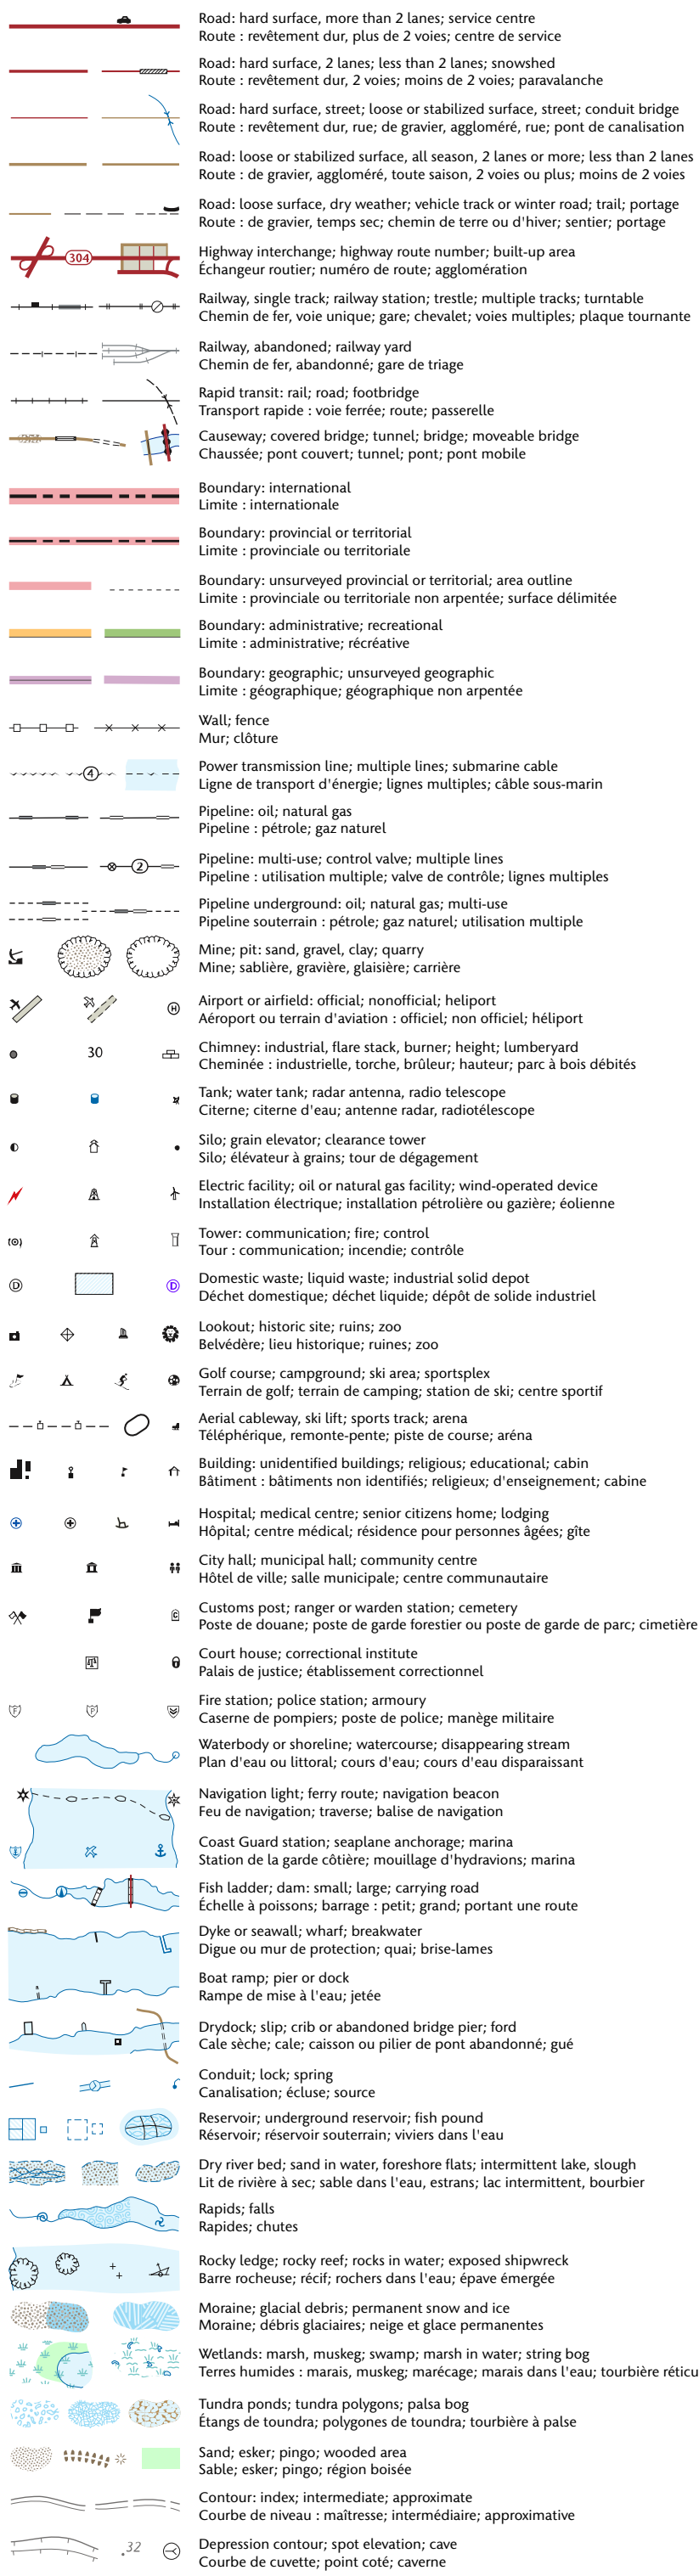 Road: hard surface, more than 2 lanes; service centre
Route : revêtement dur, plus de 2 voies; centre de service
Road: hard surface, 2 lanes; less than 2 lanes; snowshed
Route : revêtement dur, 2 voies; moins de 2 voies; paravalanche
Road: hard surface, street; loose or stabilized surface, street; conduit bridge
Route : revêtement dur, rue; de gravier, aggloméré, rue; pont de canalisation
Road: loose or stabilized surface, all season, 2 lanes or more; less than 2 lanes
Route : de gravier, aggloméré, toute saison, 2 voies ou plus; moins de 2 voies
Road: loose surface, dry weather; vehicle track or winter road; trail; portage
Route : de gravier, temps sec; chemin de terre ou d'hiver; sentier; portage
304
Highway interchange; highway route number; built-up area
Échangeur routier; numéro de route; agglomération
Railway, single track; railway station; trestle; multiple tracks; turntable
Chemin de fer, voie unique; gare; chevalet; voies multiples; plaque tournante
Railway, abandoned; railway yard
Chemin de fer, abandonné; gare de triage
Rapid transit: rail; road; footbridge
Transport rapide : voie ferrée; route; passerelle
Causeway; covered bridge; tunnel; bridge; moveable bridge
Chaussée; pont couvert; tunnel; pont; pont mobile
Boundary: international
Limite : internationale
Boundary: provincial or territorial
Limite : provinciale ou territoriale
Boundary: unsurveyed provincial or territorial; area outline
Limite : provinciale ou territoriale non arpentée; surface délimitée
Boundary: administrative; recreational
Limite : administrative; récréative
Boundary: geographic; unsurveyed geographic
Limite : géographique; géographique non arpentée
Wall; fence
Mur; clôture
4
Power transmission line; multiple lines; submarine cable
Ligne de transport d'énergie; lignes multiples; câble sous-marin
Pipeline: oil; natural gas
Pipeline : pétrole; gaz naturel
2
Pipeline: multi-use; control valve; multiple lines
Pipeline : utilisation multiple; valve de contrôle; lignes multiples
Pipeline underground: oil; natural gas; multi-use
Pipeline souterrain : pétrole; gaz naturel; utilisation multiple
Mine; pit: sand, gravel, clay; quarry
Mine; sablière, gravière, glaisière; carrière
H
Airport or airfield: official; nonofficial; heliport
Aéroport ou terrain d'aviation : officiel; non officiel; héliport
30
Chimney: industrial, flare stack, burner; height; lumberyard
Cheminée : industrielle, torche, brûleur; hauteur; parc à bois débités
Tank; water tank; radar antenna, radio telescope
Citerne; citerne d'eau; antenne radar, radiotélescope
Silo; grain elevator; clearance tower
Silo; élévateur à grains; tour de dégagement
Electric facility; oil or natural gas facility; wind-operated device
Installation électrique; installation pétrolière ou gazière; éolienne
Tower: communication; fire; control
Tour : communication; incendie; contrôle
D D
Domestic waste; liquid waste; industrial solid depot
Déchet domestique; déchet liquide; dépôt de solide industriel
Lookout; historic site; ruins; zoo
Belvédère; lieu historique; ruines; zoo
Golf course; campground; ski area; sportsplex
Terrain de golf; terrain de camping; station de ski; centre sportif
Aerial cableway, ski lift; sports track; arena
Téléphérique, remonte-pente; piste de course; aréna
Building: unidentified buildings; religious; educational; cabin
Bâtiment : bâtiments non identifiés; religieux; d'enseignement; cabine
Hospital; medical centre; senior citizens home; lodging
Hôpital; centre médical; résidence pour personnes âgées; gîte
City hall; municipal hall; community centre
Hôtel de ville; salle municipale; centre communautaire
C
Customs post; ranger or warden station; cemetery
Poste de douane; poste de garde forestier ou poste de garde de parc; cimetière
Court house; correctional institute
Palais de justice; établissement correctionnel
F P
Fire station; police station; armoury
Caserne de pompiers; poste de police; manège militaire
Waterbody or shoreline; watercourse; disappearing stream
Plan d'eau ou littoral; cours d'eau; cours d'eau disparaissant
Navigation light; ferry route; navigation beacon
Feu de navigation; traverse; balise de navigation
Coast Guard station; seaplane anchorage; marina
Station de la garde côtière; mouillage d'hydravions; marina
Fish ladder; dam: small; large; carrying road
Échelle à poissons; barrage : petit; grand; portant une route
Dyke or seawall; wharf; breakwater
Digue ou mur de protection; quai; brise-lames
Boat ramp; pier or dock
Rampe de mise à l'eau; jetée
Drydock; slip; crib or abandoned bridge pier; ford
Cale sèche; cale; caisson ou pilier de pont abandonné; gué
Conduit; lock; spring
Canalisation; écluse; source
Reservoir; underground reservoir; fish pound
Réservoir; réservoir souterrain; viviers dans l'eau
Dry river bed; sand in water, foreshore flats; intermittent lake, slough
Lit de rivière à sec; sable dans l'eau, estrans; lac intermittent, bourbier
Rapids; falls
Rapides; chutes
Rocky ledge; rocky reef; rocks in water; exposed shipwreck
Barre rocheuse; récif; rochers dans l'eau; épave émergée
Moraine; glacial debris; permanent snow and ice
Moraine; débris glaciaires; neige et glace permanentes
Wetlands: marsh, muskeg; swamp; marsh in water; string bog
Terres humides : marais, muskeg; marécage; marais dans l'eau; tourbière réticu
Tundra ponds; tundra polygons; palsa bog
Étangs de toundra; polygones de toundra; tourbière à palse
Sand; esker; pingo; wooded area
Sable; esker; pingo; région boisée
Contour: index; intermediate; approximate
Courbe de niveau : maîtresse; intermédiaire; approximative
.32
Depression contour; spot elevation; cave
Courbe de cuvette; point coté; caverne